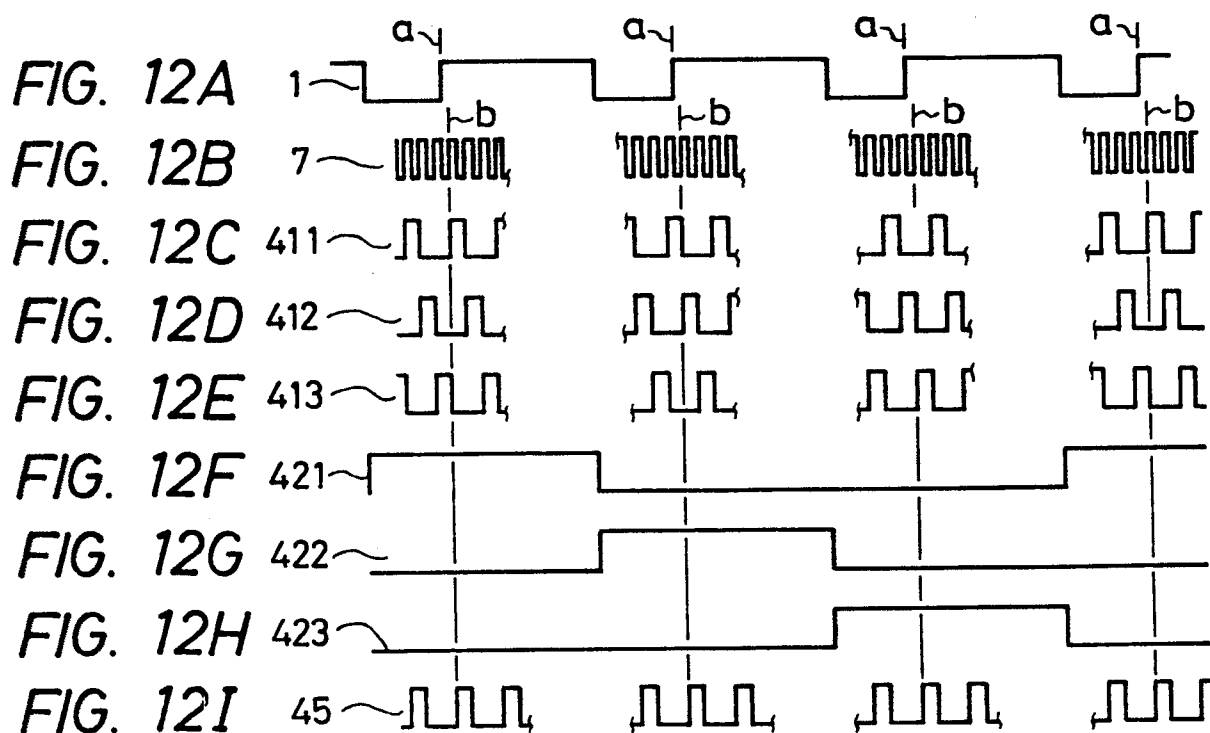 a a a a
FIG. 12A 1
b b b b
FIG. 12B 7
FIG. 12C 411
FIG. 12D 412
FIG. 12E 413
FIG. 12F 421
FIG. 12G 422
FIG. 12H 423
FIG. 12I 45